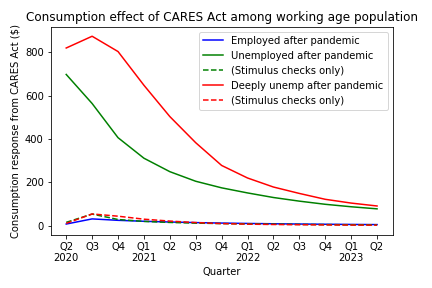 Consumption effect of CARES Act among working age population
Consumption response from CARES Act ($)
800
600
400
200
0
Employed after pandemic
Unemployed after pandemic
(Stimulus checks only)
Deeply unemp after pandemic
(Stimulus checks only)
Q2 Q3 Q4 Q1 Q2 Q3 Q4 Q1 Q2 Q3 Q4 Q1 Q2
2020 2021 2022 2023
Quarter